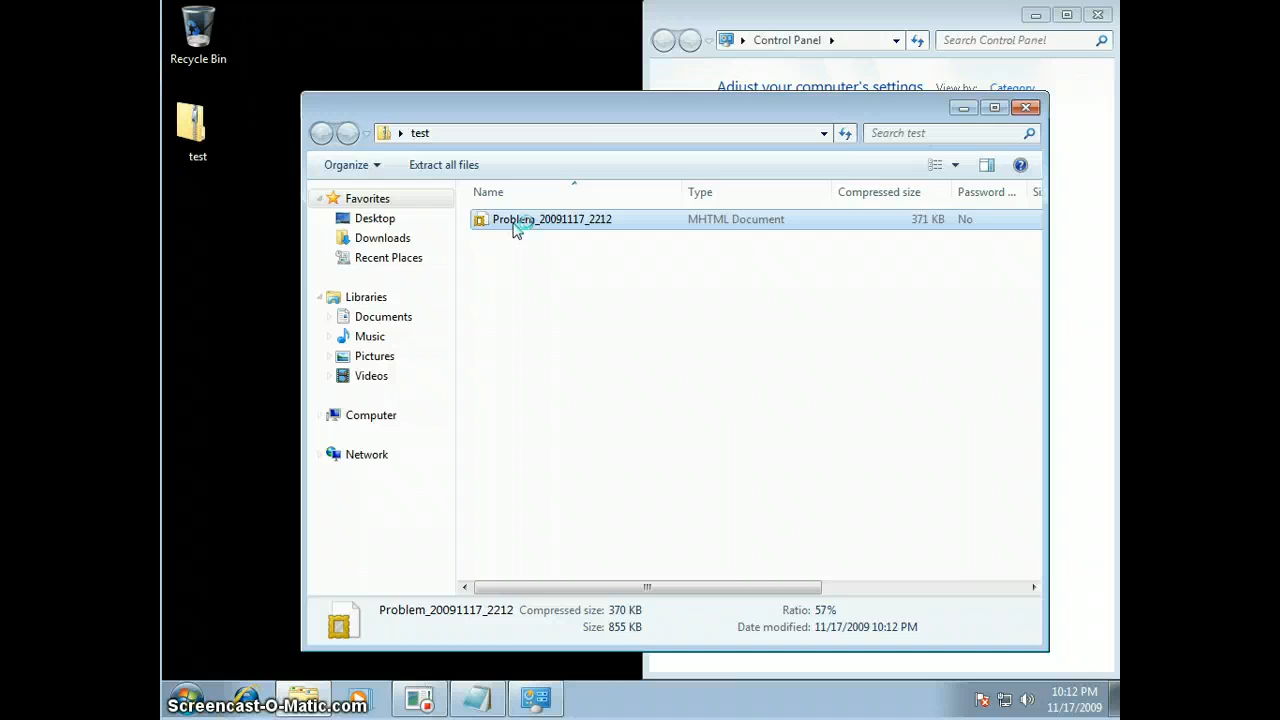 Recycle Bin
test
Control Panel
Search Control Panel
Adjust your computer's settings
View by: Category
test
Search test
Organize
Extract all files
Name
Type
Compressed size
Password ...
Si
Problem_20091117_2212
MHTML Document
371 KB
No
Favorites
Desktop
Downloads
Recent Places
Libraries
Documents
Music
Pictures
Videos
Computer
Network
Problem_20091117_2212 Compressed size: 370 KB
Ratio: 57%
Size: 855 KB
Date modified: 11/17/2009 10:12 PM
Screencast-O-Matic.com
10:12 PM
11/17/2009